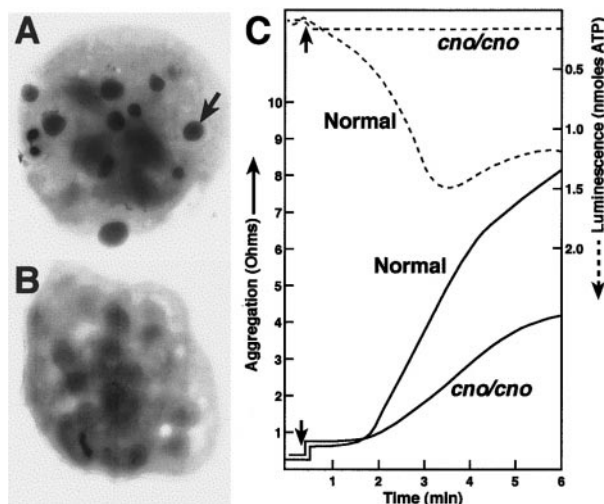 A
B
C
cno/cno
Normal
Normal
cno/cno
Aggregation (Ohms)
10
9
8
7
6
5
4
3
2
1
0.5
1.0
1.5
2.0
Luminescence (nmoles ATP)
0 1 2 3 4 5 6
Time (min)